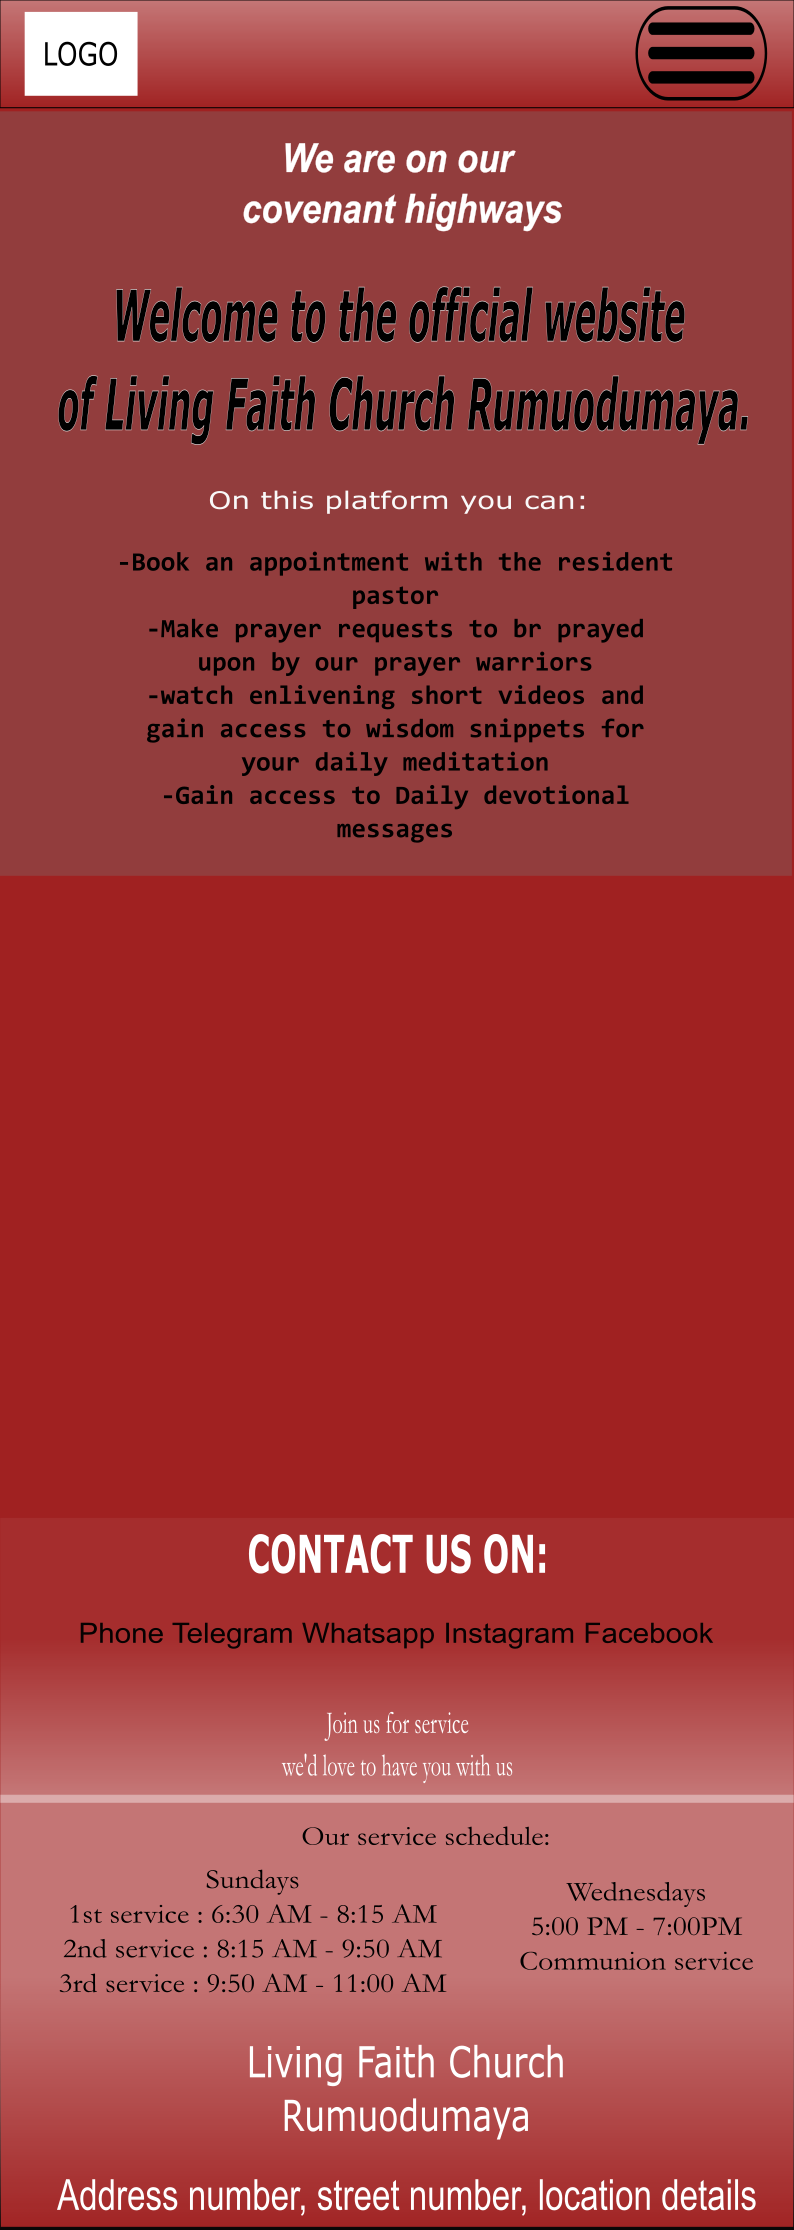 LOGO
We are on our
covenant highways
Welcome to the official website
of Living Faith Church Rumuodumaya.
On this platform you can:
-Book an appointment with the resident
pastor
-Make prayer requests to br prayed
upon by our prayer warriors
-watch enlivening short videos and
gain access to wisdom snippets for
your daily meditation
-Gain access to Daily devotional
messages
CONTACT US ON:
Phone Telegram Whatsapp Instagram Facebook
Join us for service
we'd love to have you with us
Our service schedule:
Sundays
1st service : 6:30 AM - 8:15 AM
2nd service : 8:15 AM - 9:50 AM
3rd service : 9:50 AM - 11:00 AM
Wednesdays
5:00 PM - 7:00PM
Communion service
Living Faith Church
Rumuodumaya
Address number, street number, location details